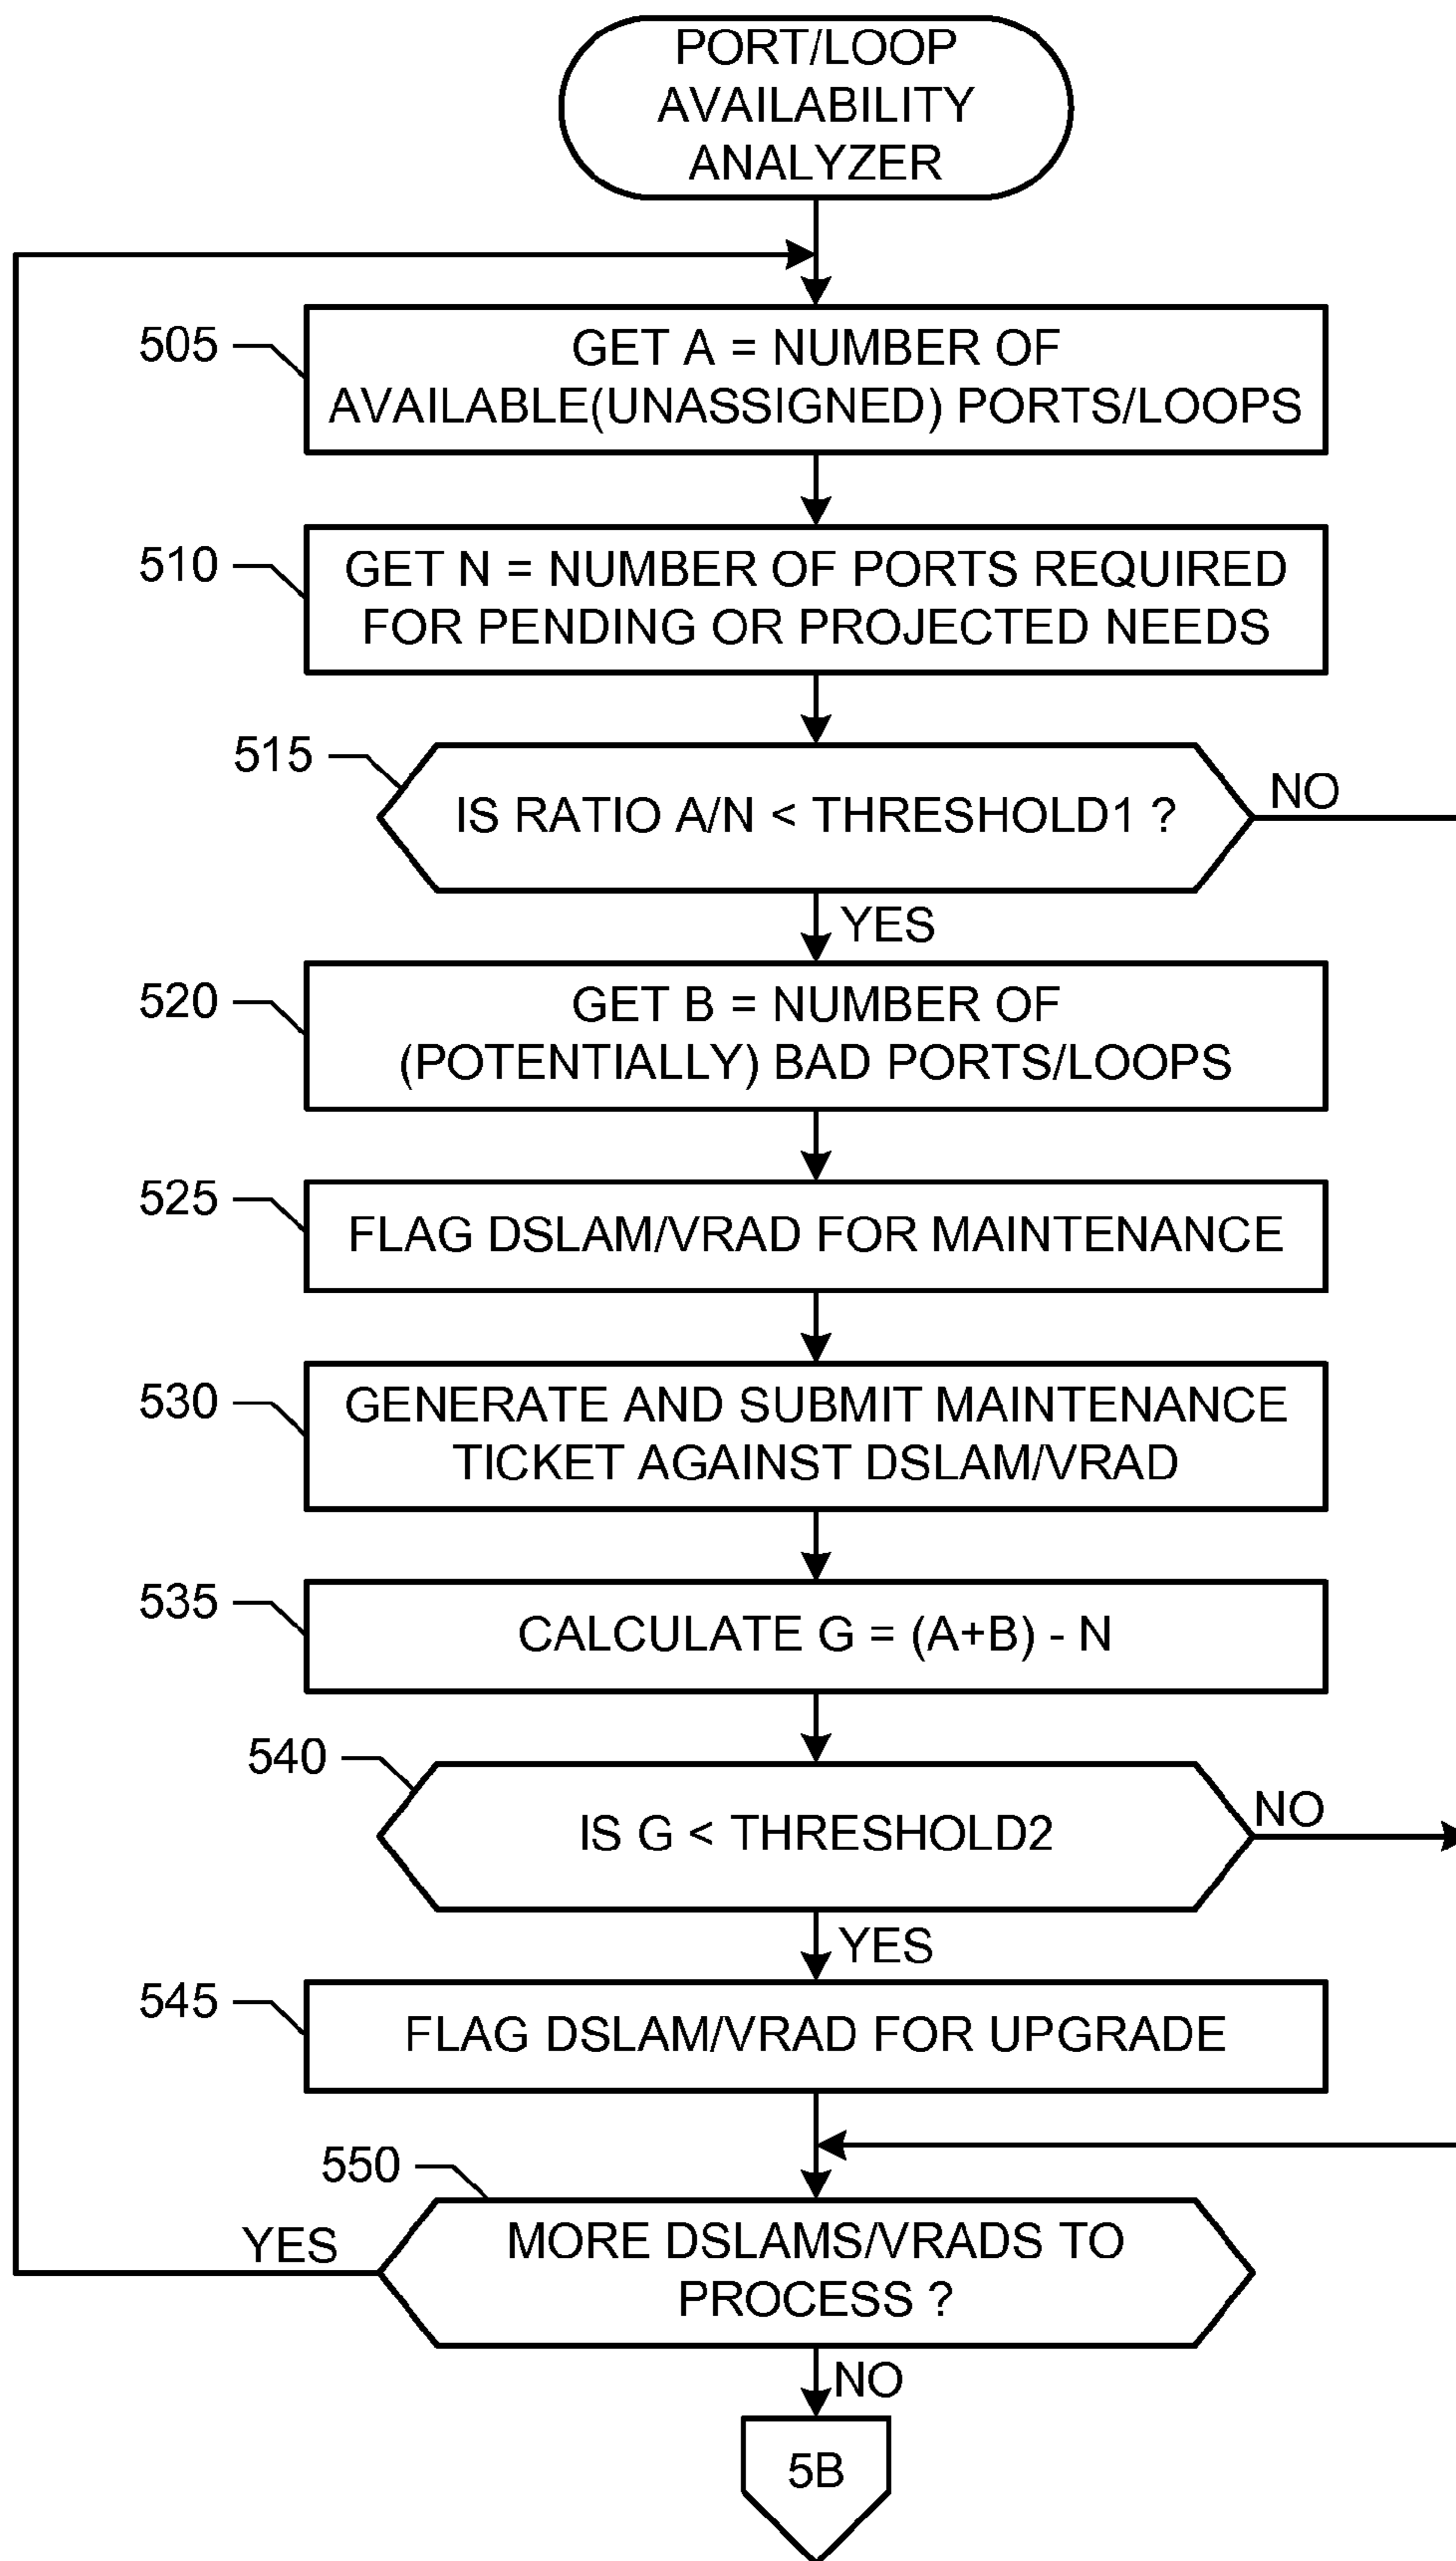 PORT/LOOP
AVAILABILITY
ANALYZER
505
GET A = NUMBER OF
AVAILABLE(UNASSIGNED) PORTS/LOOPS
510
GET N = NUMBER OF PORTS REQUIRED
FOR PENDING OR PROJECTED NEEDS
515
IS RATIO A/N < THRESHOLD1 ?
NO
YES
520
GET B = NUMBER OF
(POTENTIALLY) BAD PORTS/LOOPS
525
FLAG DSLAM/VRAD FOR MAINTENANCE
530
GENERATE AND SUBMIT MAINTENANCE
TICKET AGAINST DSLAM/VRAD
535
CALCULATE G = (A+B) - N
540
IS G < THRESHOLD2
NO
YES
545
FLAG DSLAM/VRAD FOR UPGRADE
550
YES
MORE DSLAMS/VRADS TO
PROCESS ?
NO
5B